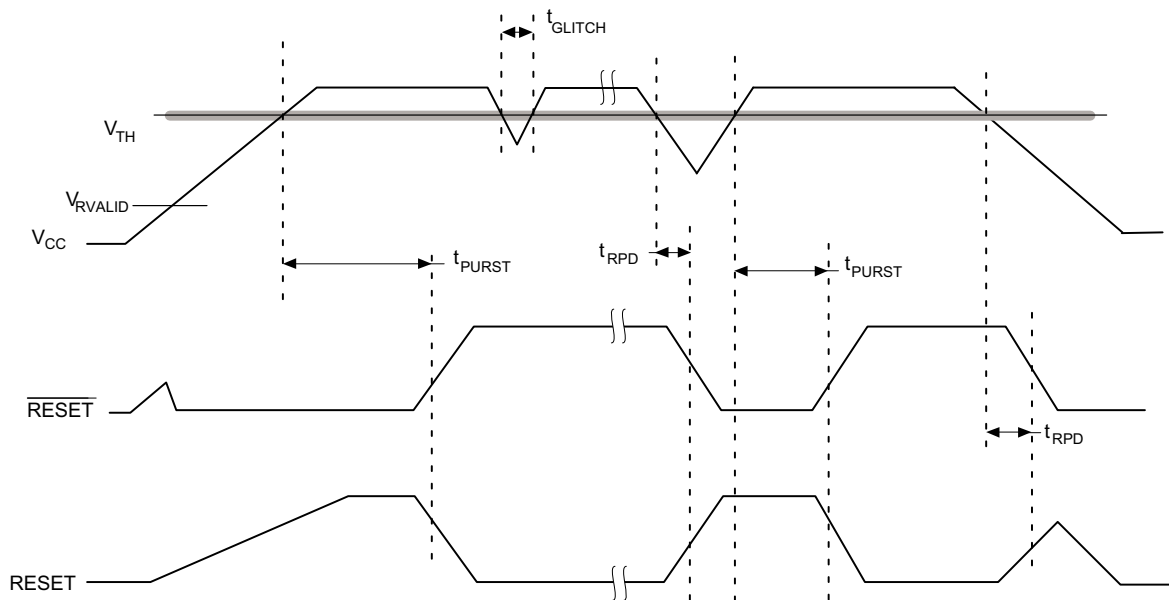 tGLITCH
VTH
VRVALID
VCC
tPURST
tRPD
tPURST
RESET
tRPD
RESET